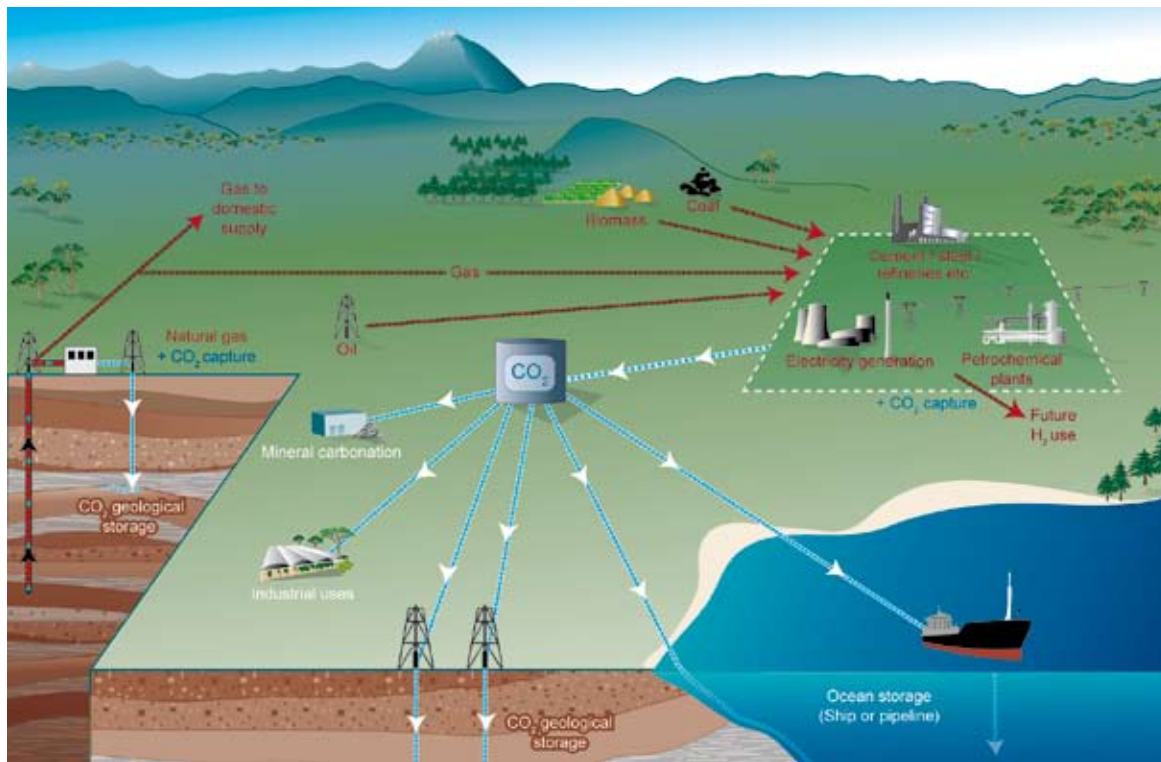 Gas to
domestic
supply
Biomass
Coal
Cement / steel /
refineries etc
Gas
Natural gas
+ CO2 capture
Oil
Electricity generation
Petrochemical
plants
+ CO2 capture
Future
H2 use
CO2
Mineral carbonation
CO2 geological
storage
Industrial uses
Ocean storage
(Ship or pipeline)
CO2 geological
storage